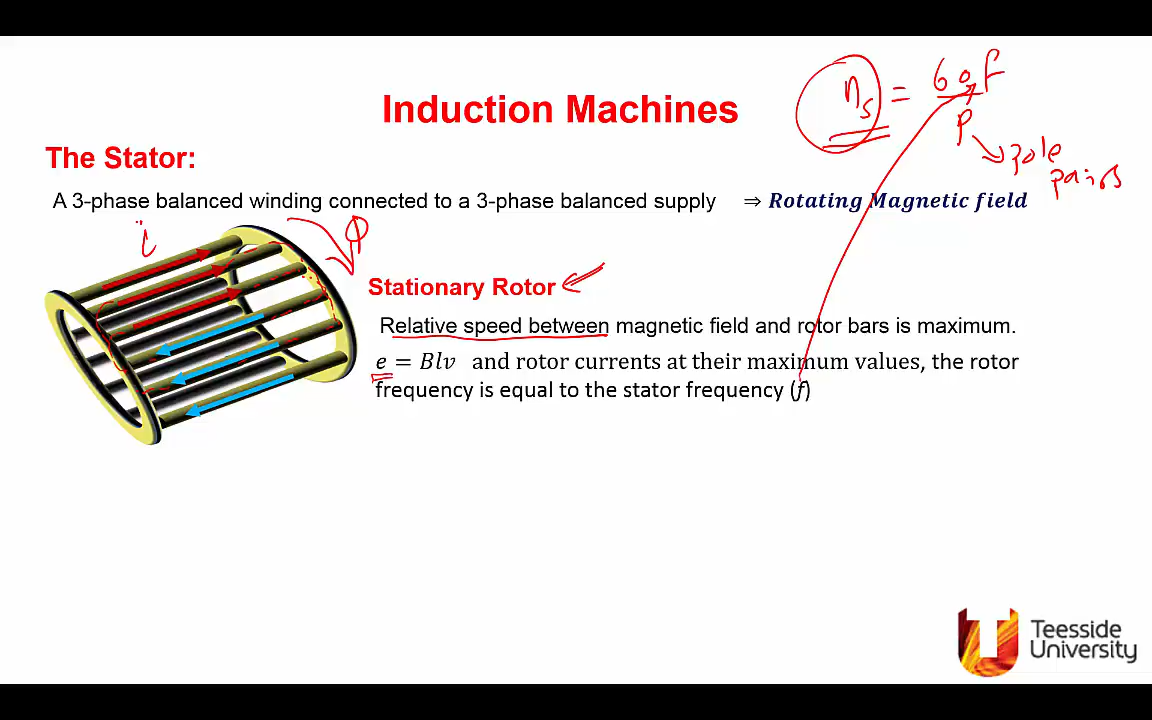 nₛ = 60f
p
pole
pairs
Induction Machines
The Stator:
A 3-phase balanced winding connected to a 3-phase balanced supply ⇒ Rotating Magnetic field
i
φ
Stationary Rotor
Relative speed between magnetic field and rotor bars is maximum.
e = Blv and rotor currents at their maximum values, the rotor
frequency is equal to the stator frequency (f)
Teesside
University